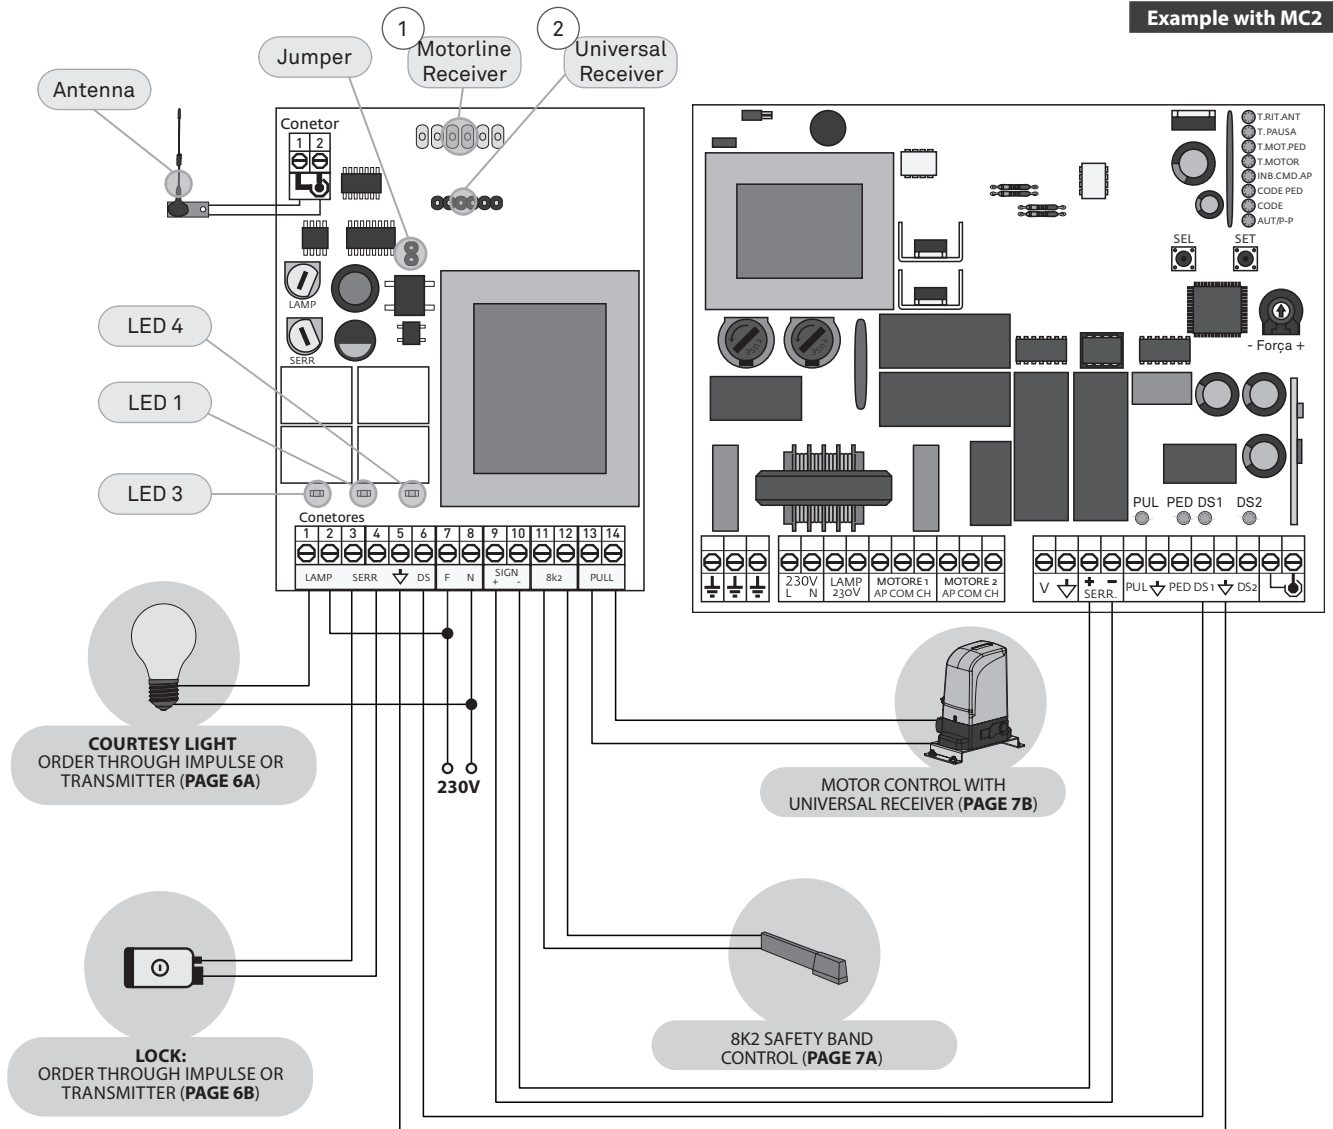 Example with MC2
1
2
Jumper
Motorline
Receiver
Universal
Receiver
Antenna
Conetor
1 2
LAMP
SERR
LED 4
LED 1
LED 3
Conetores
1 2 3 4 5 6 7 8 9 10 11 12 13 14
LAMP SERR DS F N SIGN + - 8k2 PULL
T.RIT.ANT
T. PAUSA
T.MOT.PED
T.MOTOR
INB.CMD.AP
CODE PED
CODE
AUT/P-P
SEL SET
- Força +
FUSE FUSE
PUL PED DS1 DS2
230V
L N
LAMP
230V
MOTORE 1
AP COM CH
MOTORE 2
AP COM CH
V + - SERR. PUL PED DS1 DS2
COURTESY LIGHT
ORDER THROUGH IMPULSE OR
TRANSMITTER (PAGE 6A)
230V
MOTOR CONTROL WITH
UNIVERSAL RECEIVER (PAGE 7B)
LOCK:
ORDER THROUGH IMPULSE OR
TRANSMITTER (PAGE 6B)
8K2 SAFETY BAND
CONTROL (PAGE 7A)